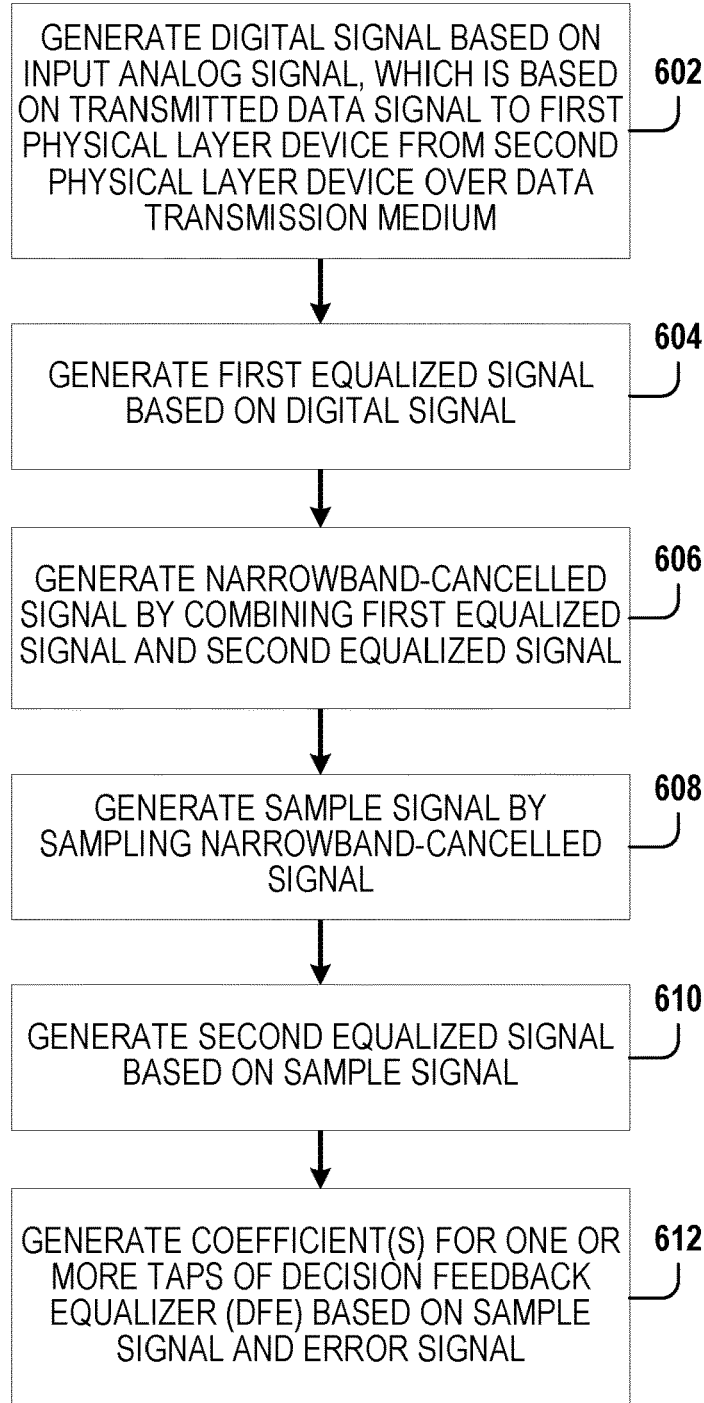 GENERATE DIGITAL SIGNAL BASED ON
INPUT ANALOG SIGNAL, WHICH IS BASED
ON TRANSMITTED DATA SIGNAL TO FIRST
PHYSICAL LAYER DEVICE FROM SECOND
PHYSICAL LAYER DEVICE OVER DATA
TRANSMISSION MEDIUM
602
GENERATE FIRST EQUALIZED SIGNAL
BASED ON DIGITAL SIGNAL
604
GENERATE NARROWBAND-CANCELLED
SIGNAL BY COMBINING FIRST EQUALIZED
SIGNAL AND SECOND EQUALIZED SIGNAL
606
GENERATE SAMPLE SIGNAL BY
SAMPLING NARROWBAND-CANCELLED
SIGNAL
608
GENERATE SECOND EQUALIZED SIGNAL
BASED ON SAMPLE SIGNAL
610
GENERATE COEFFICIENT(S) FOR ONE OR
MORE TAPS OF DECISION FEEDBACK
EQUALIZER (DFE) BASED ON SAMPLE
SIGNAL AND ERROR SIGNAL
612